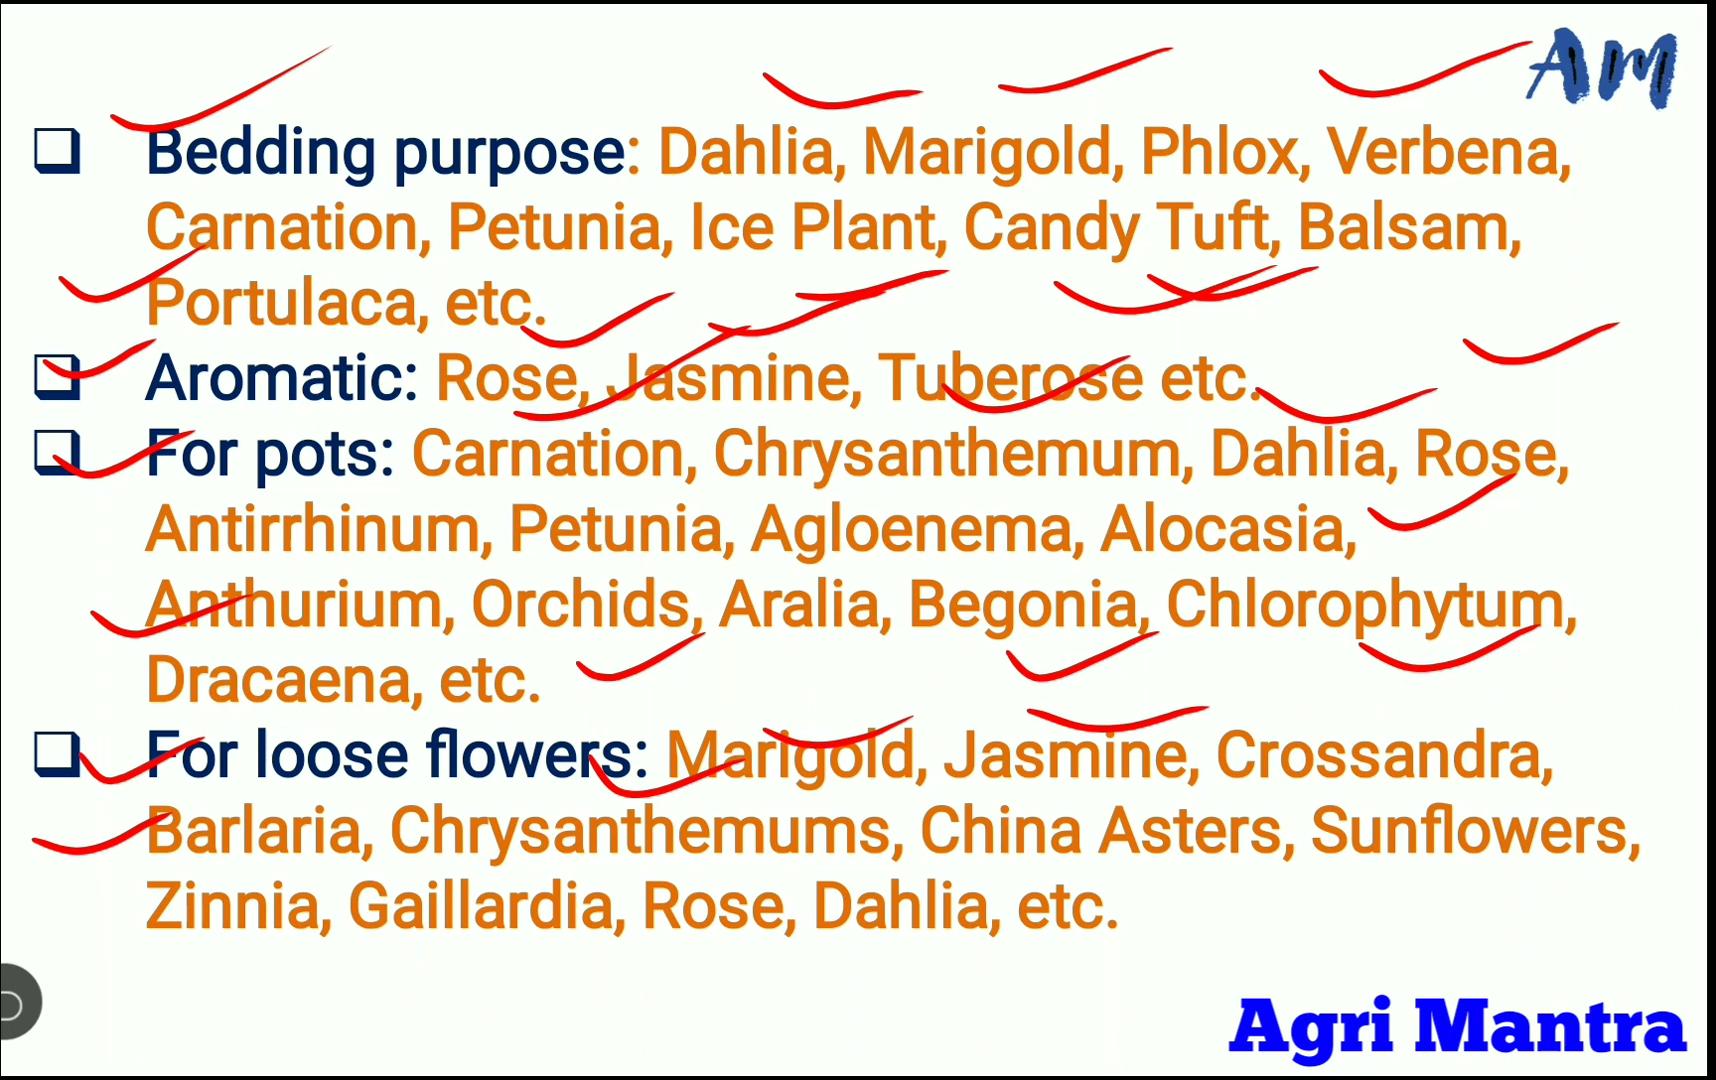 AM
Bedding purpose: Dahlia, Marigold, Phlox, Verbena,
Carnation, Petunia, Ice Plant, Candy Tuft, Balsam,
Portulaca, etc.
Aromatic: Rose, Jasmine, Tuberose etc.
For pots: Carnation, Chrysanthemum, Dahlia, Rose,
Antirrhinum, Petunia, Agloenema, Alocasia,
Anthurium, Orchids, Aralia, Begonia, Chlorophytum,
Dracaena, etc.
For loose flowers: Marigold, Jasmine, Crossandra,
Barlaria, Chrysanthemums, China Asters, Sunflowers,
Zinnia, Gaillardia, Rose, Dahlia, etc.
Agri Mantra